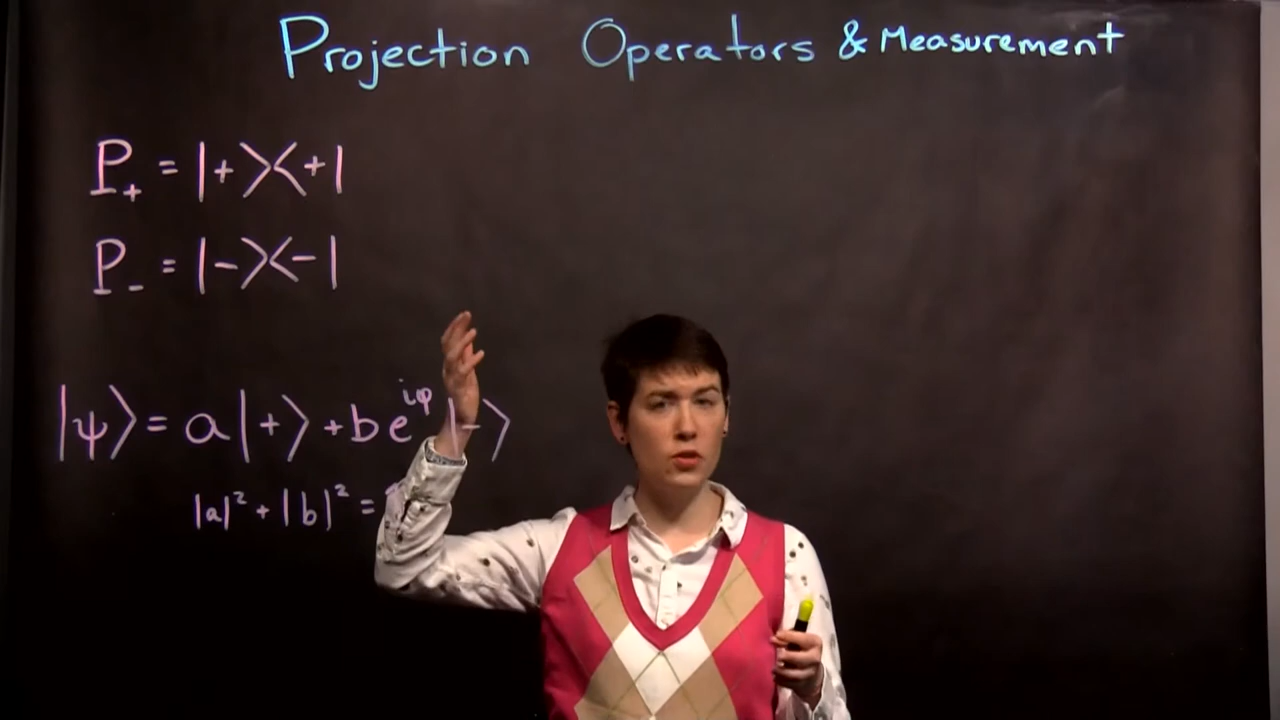 Projection Operators & Measurement
P₊ = |+><+|
P₋ = |-><-|
|ψ> = a|+> + be^{iφ} |->
|a|² + |b|² =